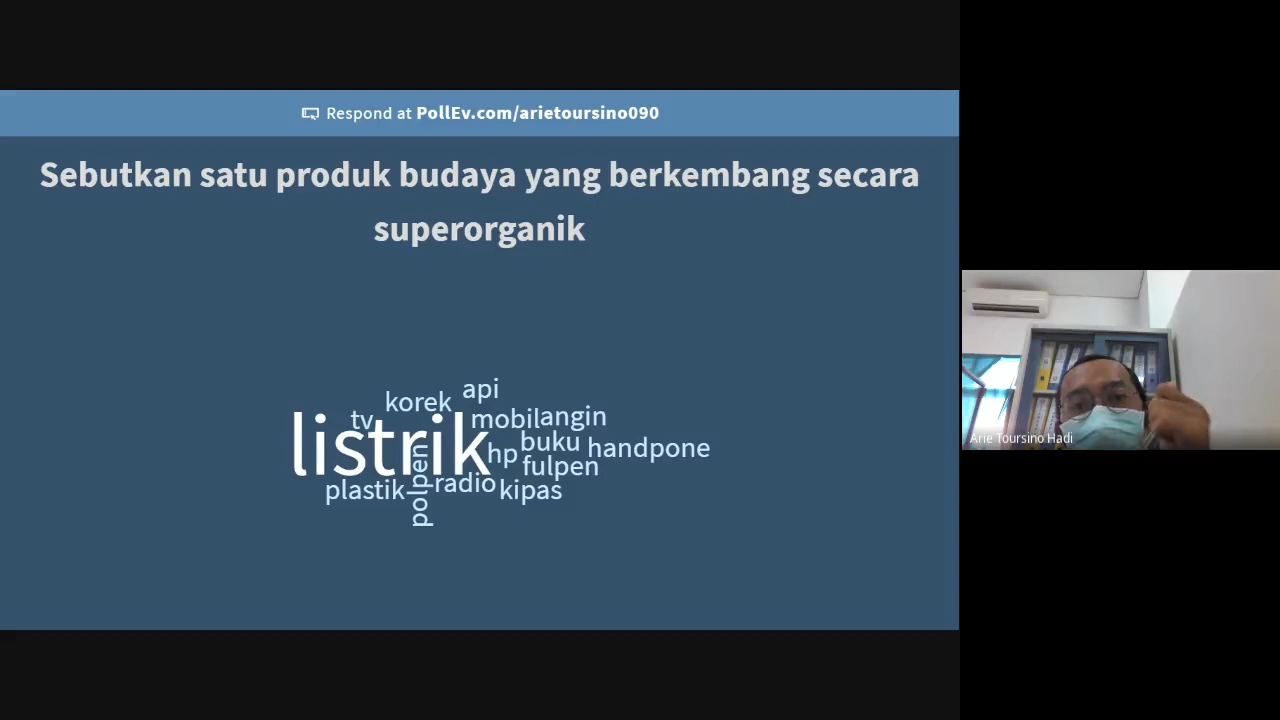 Respond at PollEv.com/arietoursino090
Sebutkan satu produk budaya yang berkembang secara
superorganik
api
korek
tv
mobil
angin
listrik
buku
handpone
hp
fulpen
radio
plastik
kipas
polpen
Arie Toursino Hadi